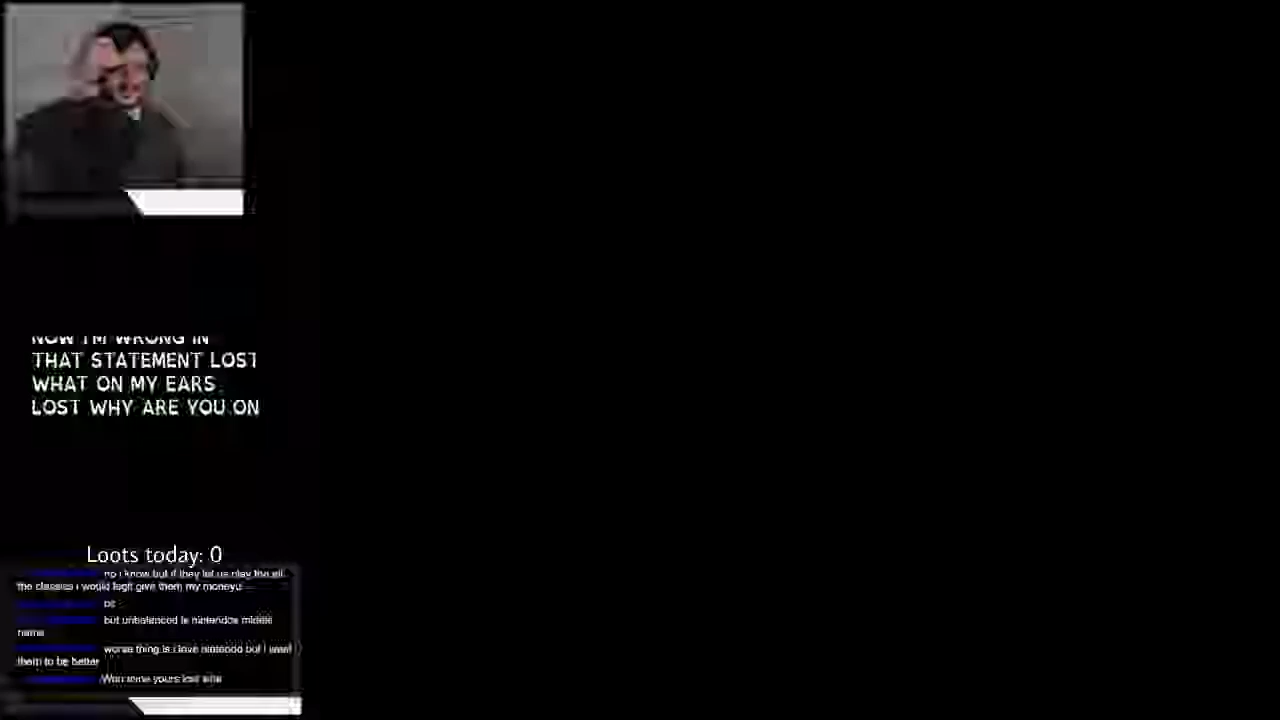 NOW I'M WRONG IN
THAT STATEMENT LOST
WHAT ON MY EARS
LOST WHY ARE YOU ON
Loots today: 0
no i know but if they let us play the
the classics i would legit give them my money
but unbalanced is nintendos middle
name
worse thing is i love nintendo but i want
them to be better
yours lost